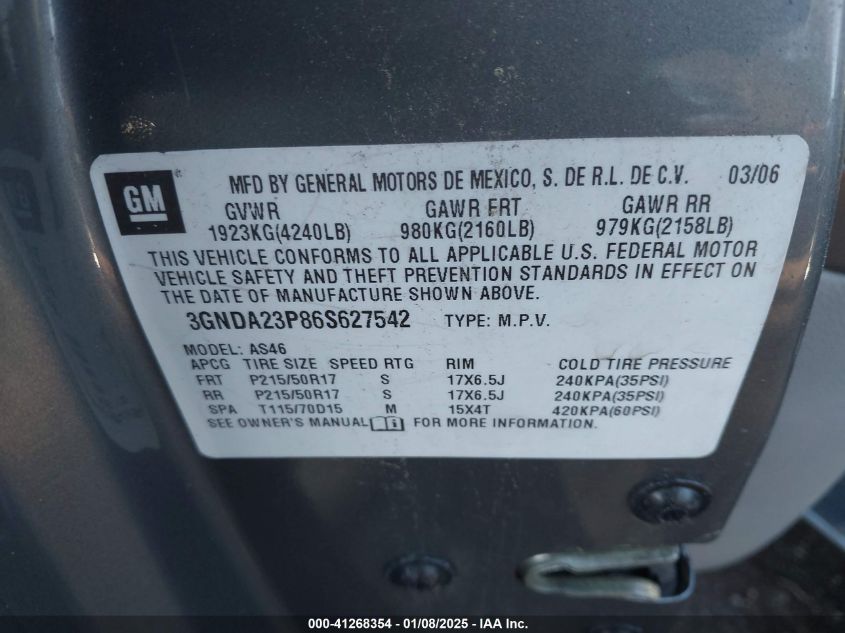 GM
MFD BY GENERAL MOTORS DE MEXICO, S. DE R.L. DE C.V. 03/06
GVWR GAWR FRT GAWR RR
1923KG(4240LB) 980KG(2160LB) 979KG(2158LB)
THIS VEHICLE CONFORMS TO ALL APPLICABLE U.S. FEDERAL MOTOR
VEHICLE SAFETY AND THEFT PREVENTION STANDARDS IN EFFECT ON
THE DATE OF MANUFACTURE SHOWN ABOVE.
3GNDA23P86S627542 TYPE: M.P.V.
MODEL: AS46
APCG TIRE SIZE SPEED RTG RIM COLD TIRE PRESSURE
FRT P215/50R17 S 17X6.5J 240KPA(35PSI)
RR P215/50R17 S 17X6.5J 240KPA(35PSI)
SPA T115/70D15 M 15X4T 420KPA(60PSI)
SEE OWNER'S MANUAL i FOR MORE INFORMATION.
000-41268354 | 01/08/2025 - IAA Inc.